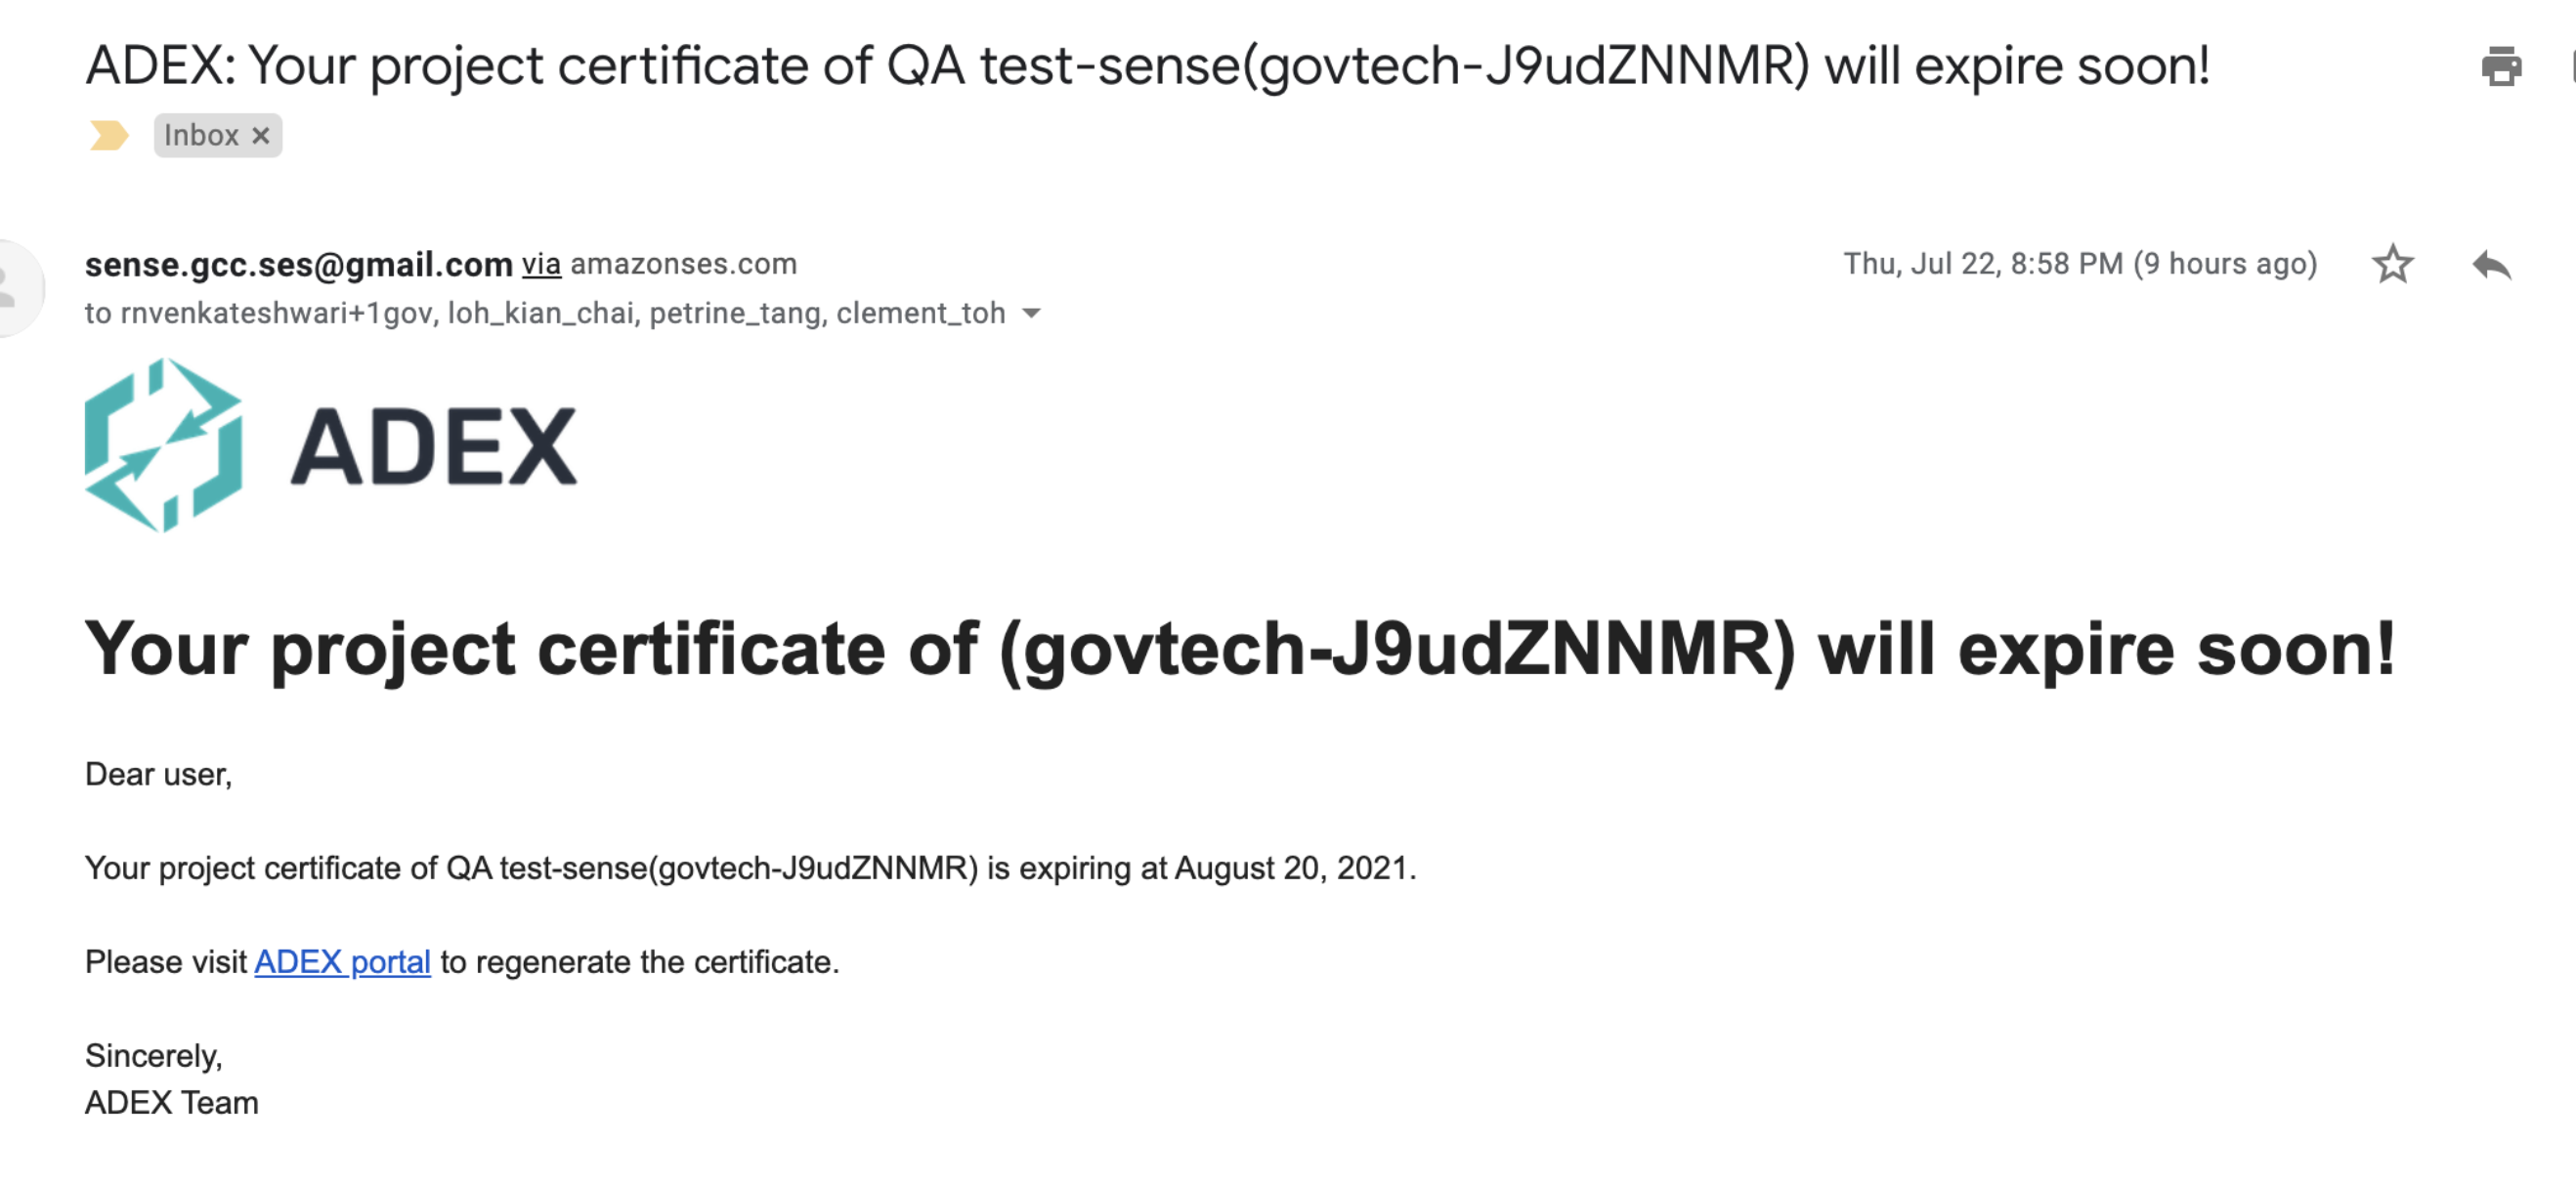 ADEX: Your project certificate of QA test-sense(govtech-J9udZNNMR) will expire soon!
Inbox ×
sense.gcc.ses@gmail.com via amazonses.com
Thu, Jul 22, 8:58 PM (9 hours ago)
to rnvenkateshwari+1gov, loh_kian_chai, petrine_tang, clement_toh
ADEX
Your project certificate of (govtech-J9udZNNMR) will expire soon!
Dear user,
Your project certificate of QA test-sense(govtech-J9udZNNMR) is expiring at August 20, 2021.
Please visit ADEX portal to regenerate the certificate.
Sincerely,
ADEX Team